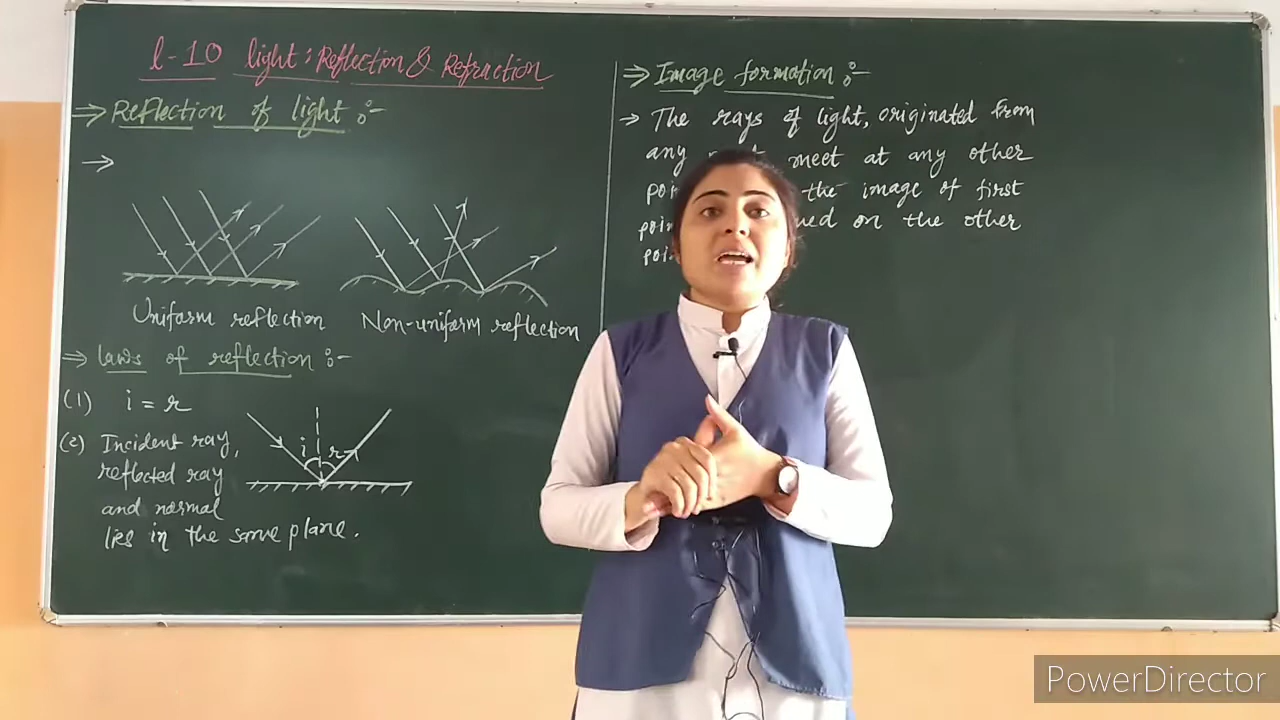 l-10 light: Reflection & Refraction
⇒ Reflection of light :-
⇒
Uniform reflection
Non-uniform reflection
⇒ laws of reflection :-
(1) i = r
(2) Incident ray,
reflected ray
and normal
lies in the same plane.
i r
⇒ Image formation :-
→ The rays of light, originated from
any meet at any other
the image of first
on the other
PowerDirector